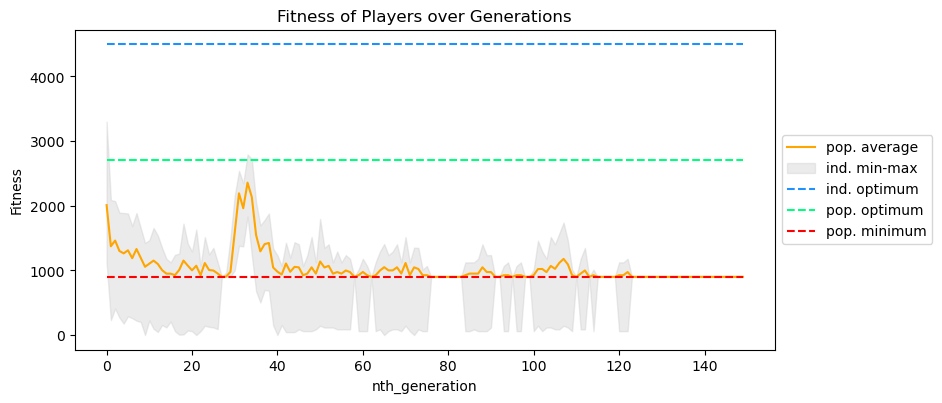 Fitness of Players over Generations
Fitness
4000
3000
2000
1000
0
0 20 40 60 80 100 120 140
nth_generation
pop. average
ind. min-max
ind. optimum
pop. optimum
pop. minimum